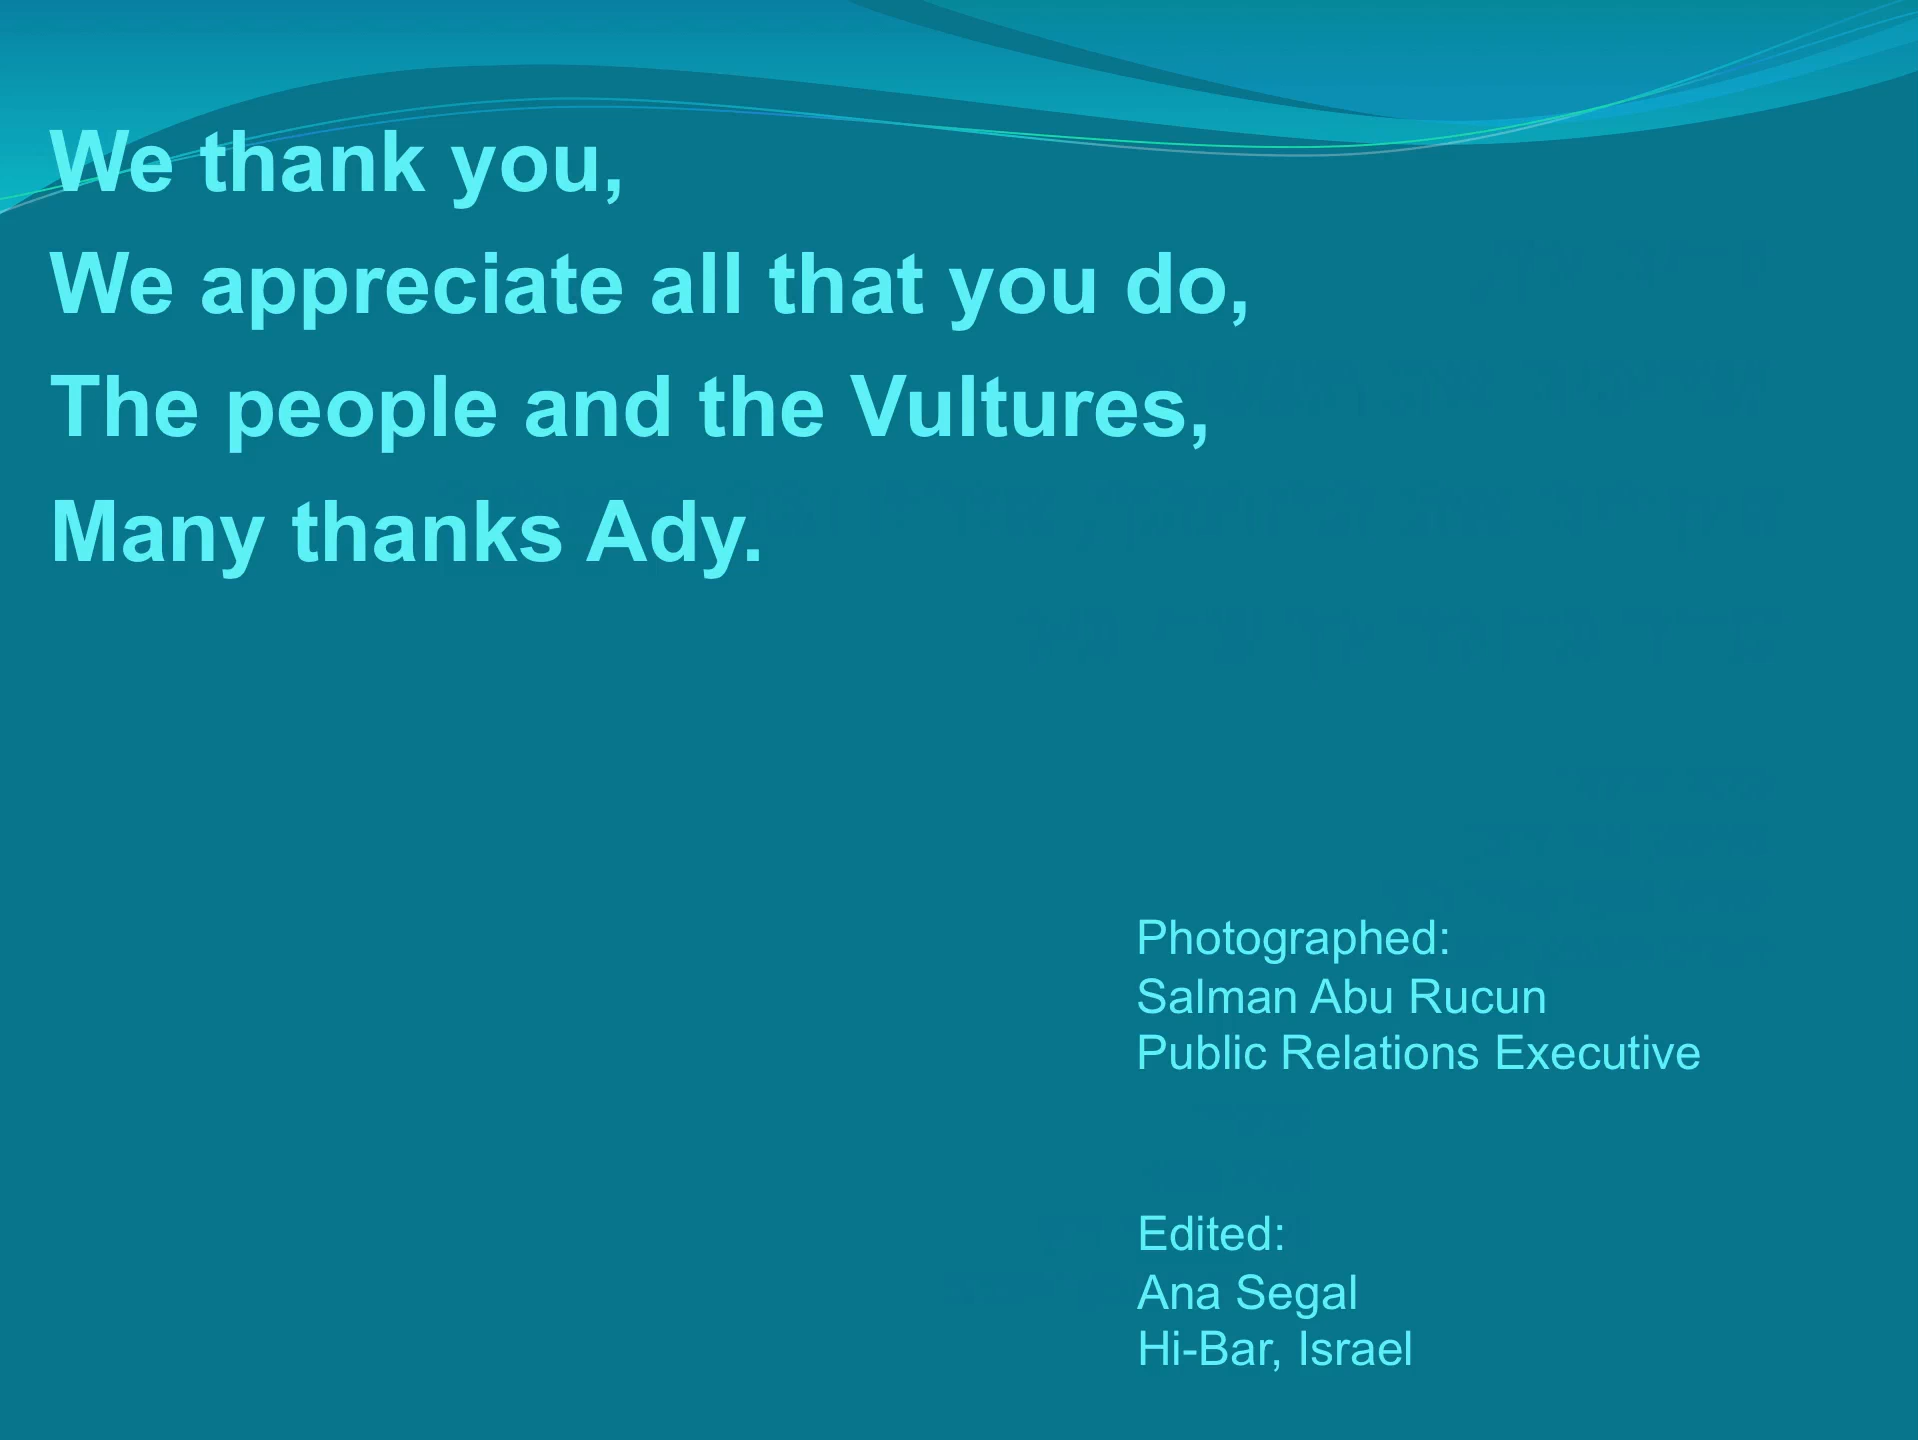 We thank you,
We appreciate all that you do,
The people and the Vultures,
Many thanks Ady.
Photographed:
Salman Abu Rucun
Public Relations Executive
Edited:
Ana Segal
Hi-Bar, Israel